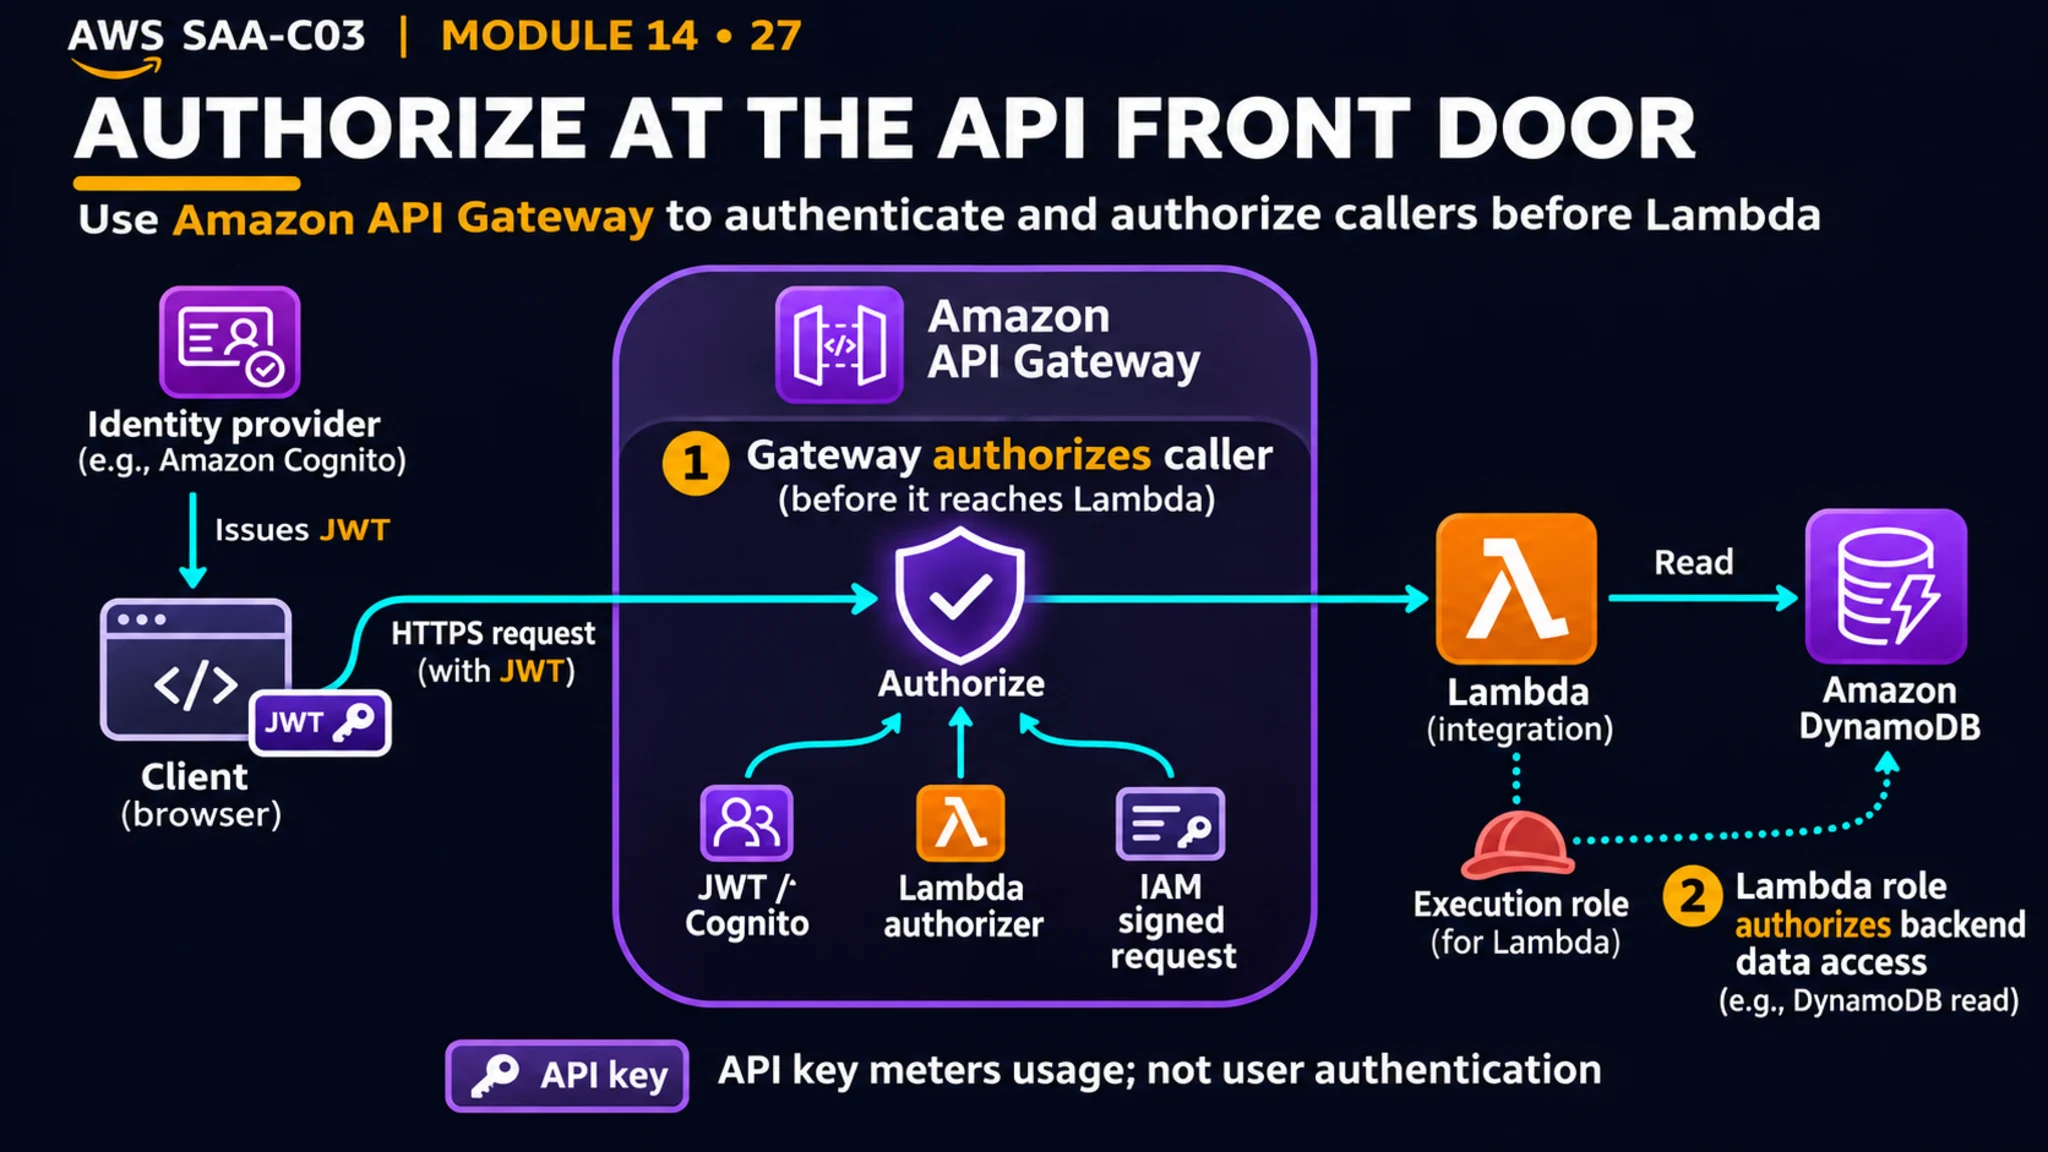 AWS SAA-C03 | MODULE 14 • 27
AUTHORIZE AT THE API FRONT DOOR
Use Amazon API Gateway to authenticate and authorize callers before Lambda
Identity provider
(e.g., Amazon Cognito)
Issues JWT
JWT
Client
(browser)
HTTPS request
(with JWT)
</>
Amazon
API Gateway
</>
1 Gateway authorizes caller
(before it reaches Lambda)
Authorize
JWT /
Cognito
Lambda
authorizer
IAM
signed
request
Lambda
(integration)
Read
Amazon
DynamoDB
Execution role
(for Lambda)
2 Lambda role
authorizes backend
data access
(e.g., DynamoDB read)
API key
API key meters usage; not user authentication